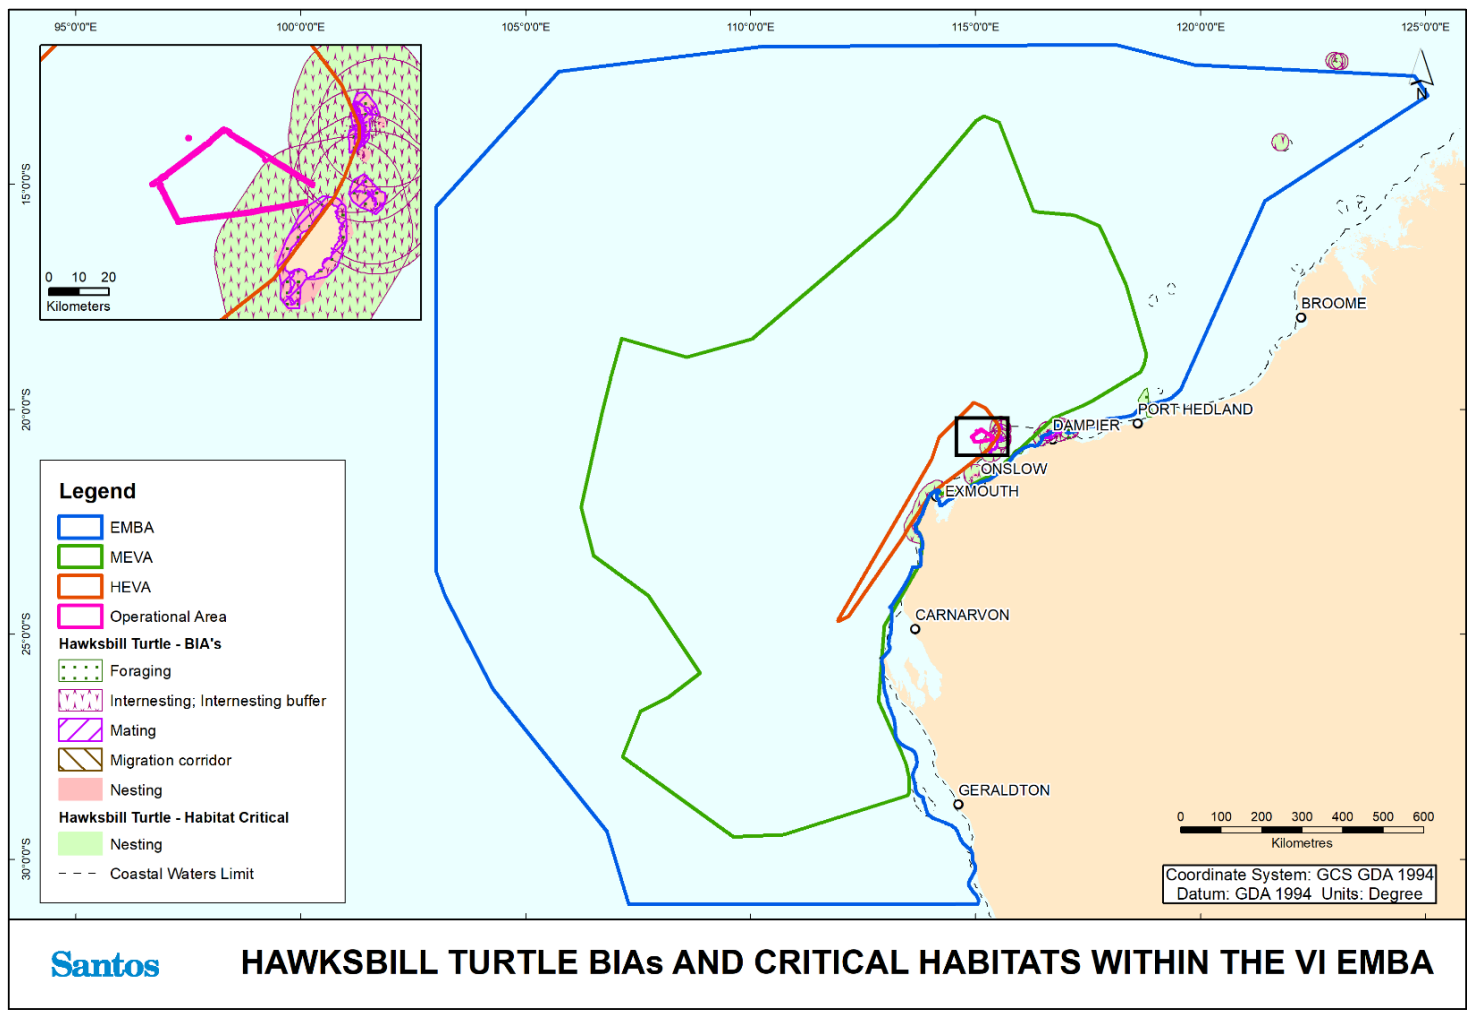 95°0'0"E
100°0'0"E
105°0'0"E
110°0'0"E
115°0'0"E
120°0'0"E
125°0'0"E
15°0'0"S
20°0'0"S
25°0'0"S
30°0'0"S
0 10 20
Kilometers
N
BROOME
PORT HEDLAND
DAMPIER
ONSLOW
EXMOUTH
CARNARVON
GERALDTON
Legend
EMBA
MEVA
HEVA
Operational Area
Hawksbill Turtle - BIA's
Foraging
Internesting; Internesting buffer
Mating
Migration corridor
Nesting
Hawksbill Turtle - Habitat Critical
Nesting
Coastal Waters Limit
0 100 200 300 400 500 600
Kilometres
Coordinate System: GCS GDA 1994
Datum: GDA 1994 Units: Degree
Santos
HAWKSBILL TURTLE BIAs AND CRITICAL HABITATS WITHIN THE VI EMBA